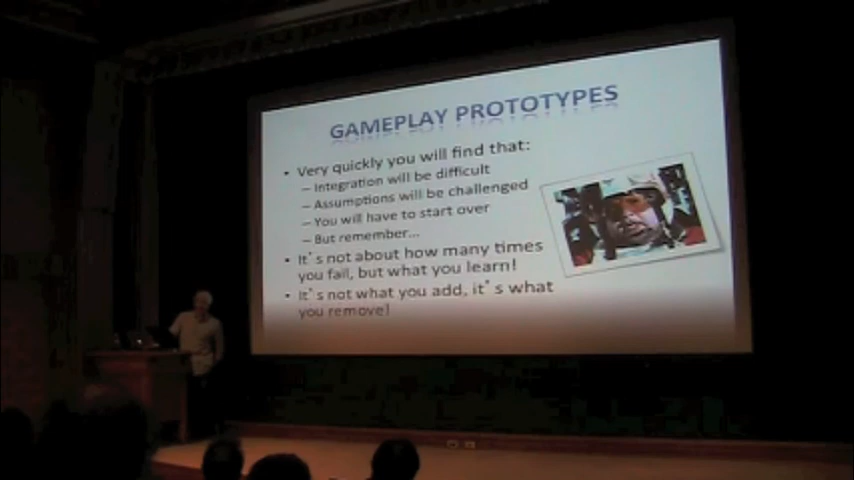 GAMEPLAY PROTOTYPES
• Very quickly you will find that:
– Integration will be difficult
– Assumptions will be challenged
– You will have to start over
– But remember...
• It's not about how many times
you fail, but what you learn!
• It's not what you add, it's what
you remove!